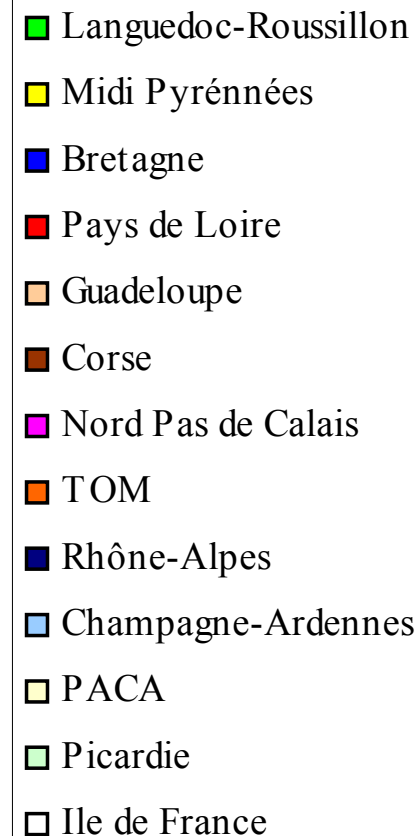 Languedoc-Roussillon
Midi Pyrénnées
Bretagne
Pays de Loire
Guadeloupe
Corse
Nord Pas de Calais
TOM
Rhône-Alpes
Champagne-Ardennes
PACA
Picardie
Ile de France